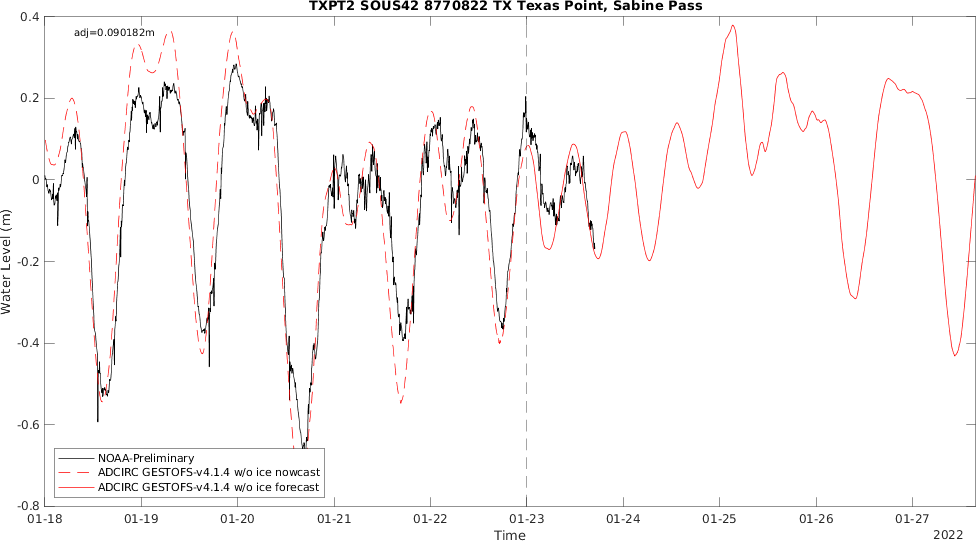 TXPT2 SOUS42 8770822 TX Texas Point, Sabine Pass
adj=0.090182m
0.4
0.2
0
-0.2
-0.4
-0.6
-0.8
Water Level (m)
NOAA-Preliminary
ADCIRC GESTOFS-v4.1.4 w/o ice nowcast
ADCIRC GESTOFS-v4.1.4 w/o ice forecast
01-18 01-19 01-20 01-21 01-22 01-23 01-24 01-25 01-26 01-27
Time
2022